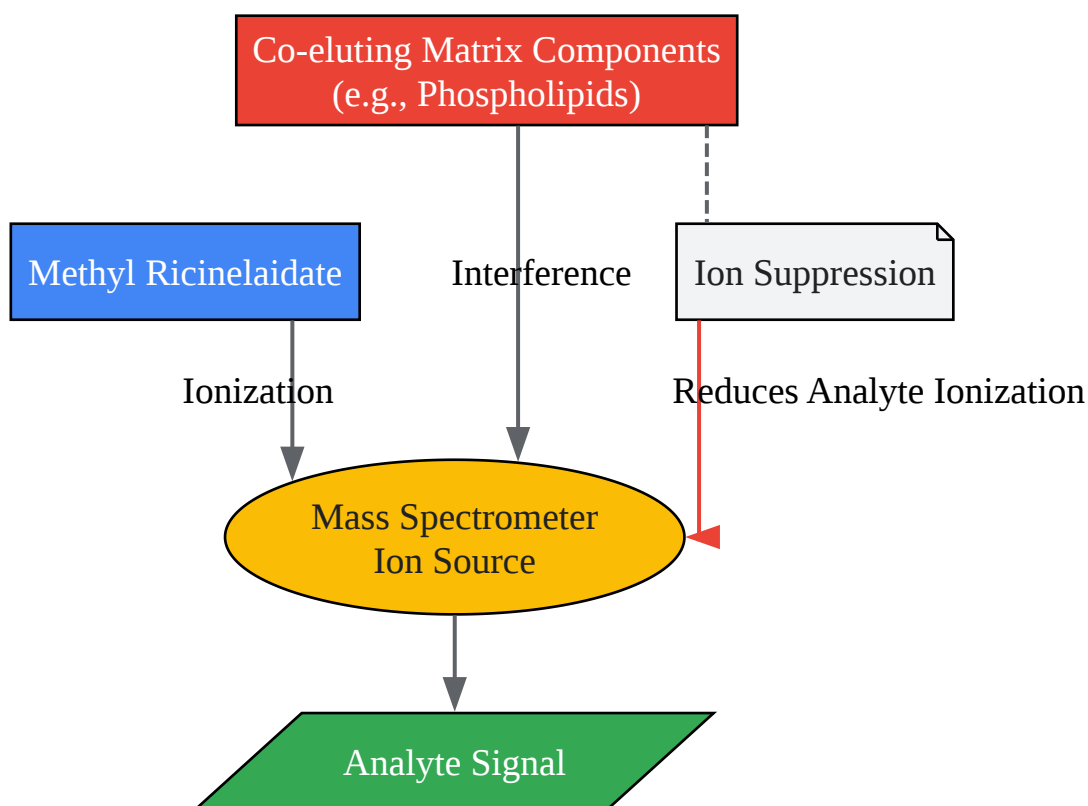 Co-eluting Matrix Components
(e.g., Phospholipids)
Methyl Ricinelaidate
Interference
Ion Suppression
Ionization
Reduces Analyte Ionization
Mass Spectrometer
Ion Source
Analyte Signal